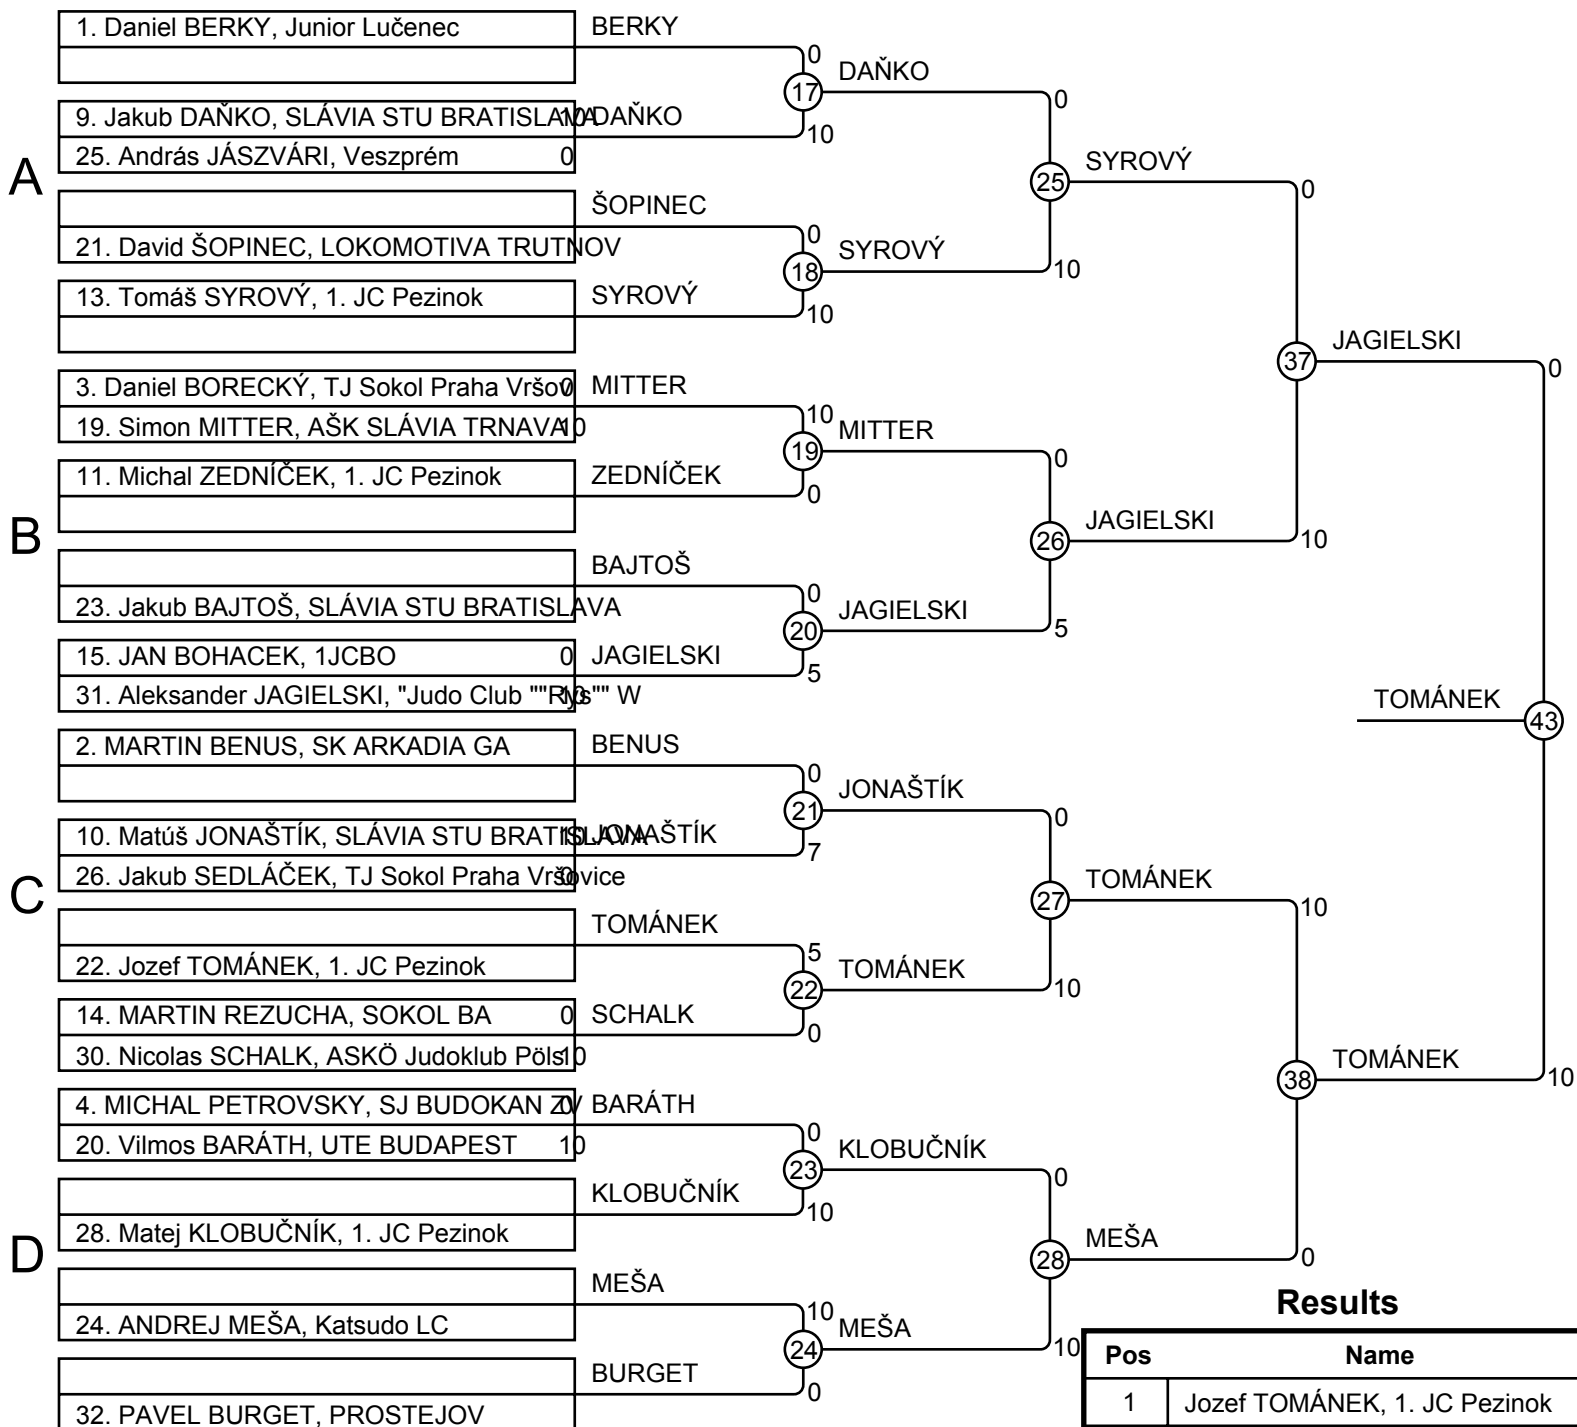 1. Daniel BERKY, Junior Lučenec
BERKY
0
DAŇKO
17
0
9. Jakub DAŇKO, SLÁVIA STU BRATISLAVA 10
DAŇKO
10
25. András JÁSZVÁRI, Veszprém 0
A
25
SYROVÝ
0
ŠOPINEC
0
21. David ŠOPINEC, LOKOMOTIVA TRUTNOV
SYROVÝ
18
10
13. Tomáš SYROVÝ, 1. JC Pezinok
SYROVÝ
10
JAGIELSKI
37
0
3. Daniel BORECKÝ, TJ Sokol Praha Vršov 0
MITTER
10
19. Simon MITTER, AŠK SLÁVIA TRNAVA 10
MITTER
19
0
11. Michal ZEDNÍČEK, 1. JC Pezinok
ZEDNÍČEK
0
B
JAGIELSKI
26
10
BAJTOŠ
0
23. Jakub BAJTOŠ, SLÁVIA STU BRATISLAVA
JAGIELSKI
20
5
15. JAN BOHACEK, 1JCBO 0
JAGIELSKI
5
31. Aleksander JAGIELSKI, "Judo Club ""Rys"" W 10
TOMÁNEK
43
2. MARTIN BENUS, SK ARKADIA GA
BENUS
0
JONAŠTÍK
21
0
10. Matúš JONAŠTÍK, SLÁVIA STU BRATISLAVA 10
JONAŠTÍK
7
26. Jakub SEDLÁČEK, TJ Sokol Praha Vršovice 0
C
TOMÁNEK
27
10
TOMÁNEK
5
22. Jozef TOMÁNEK, 1. JC Pezinok
TOMÁNEK
22
10
14. MARTIN REZUCHA, SOKOL BA 0
SCHALK
0
30. Nicolas SCHALK, ASKÖ Judoklub Pöls 10
TOMÁNEK
38
10
4. MICHAL PETROVSKY, SJ BUDOKAN ZV 0
BARÁTH
0
20. Vilmos BARÁTH, UTE BUDAPEST 10
KLOBUČNÍK
23
0
KLOBUČNÍK
10
28. Matej KLOBUČNÍK, 1. JC Pezinok
D
MEŠA
28
0
MEŠA
10
24. ANDREJ MEŠA, Katsudo LC
MEŠA
24
10
BURGET
0
32. PAVEL BURGET, PROSTEJOV
Results
Pos Name
1 Jozef TOMÁNEK, 1. JC Pezinok